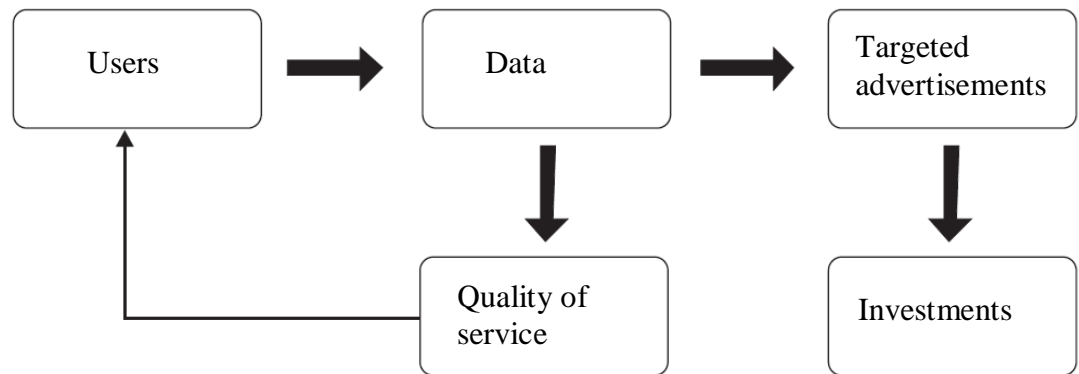 Users
Data
Targeted
advertisements
Quality of
service
Investments